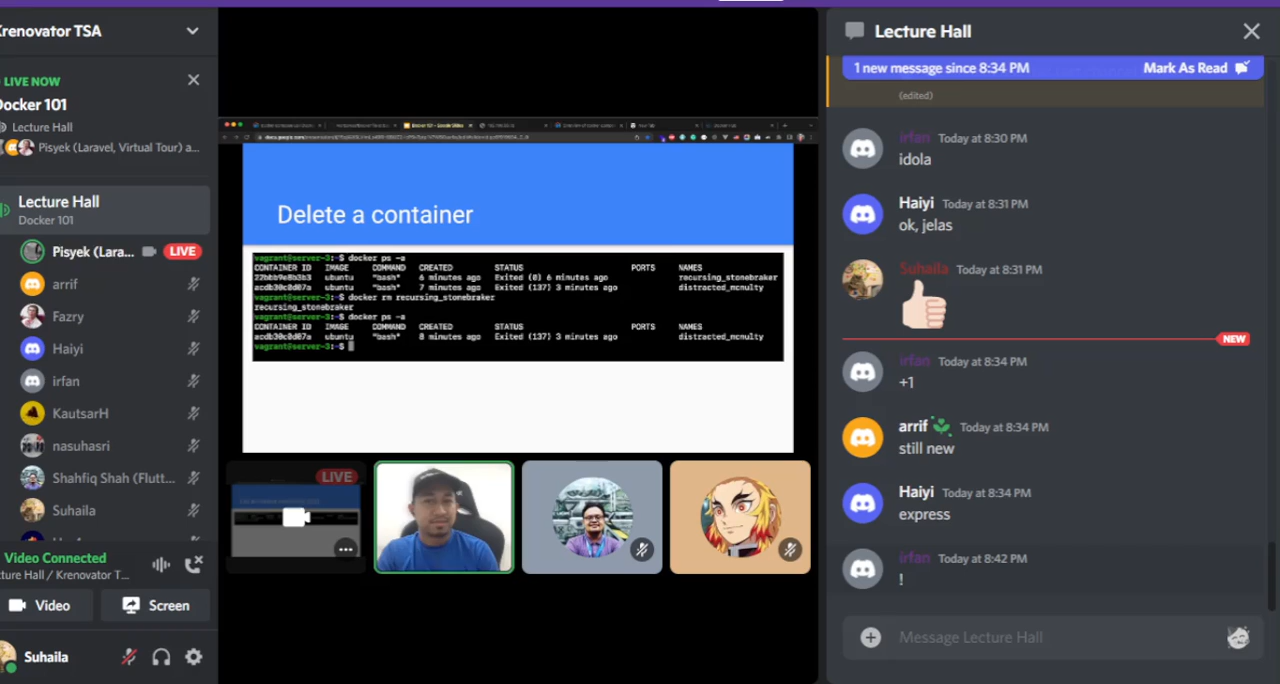 Krenovator TSA
LIVE NOW
Docker 101
Lecture Hall
Pisyek (Laravel, Virtual Tour) a...
Lecture Hall
Docker 101
Pisyek (Lara... LIVE
arrif
Fazry
Haiyi
irfan
KautsarH
nasuhasri
Shahfiq Shah (Flutt...
Suhaila
Video Connected
cture Hall / Krenovator T...
Video
Screen
Suhaila
Delete a container
vagrant@server-3:~$ docker ps -a
CONTAINER ID IMAGE COMMAND CREATED STATUS PORTS NAMES
22bbb9e8b3b3 ubuntu "bash" 6 minutes ago Exited (0) 6 minutes ago recursing_stonebraker
acdb30c0d07a ubuntu "bash" 7 minutes ago Exited (137) 3 minutes ago distracted_mcnulty
vagrant@server-3:~$ docker rm recursing_stonebraker
recursing_stonebraker
vagrant@server-3:~$ docker ps -a
CONTAINER ID IMAGE COMMAND CREATED STATUS PORTS NAMES
acdb30c0d07a ubuntu "bash" 8 minutes ago Exited (137) 3 minutes ago distracted_mcnulty
vagrant@server-3:~$
LIVE
Lecture Hall
1 new message since 8:34 PM Mark As Read
(edited)
irfan Today at 8:30 PM
idola
Haiyi Today at 8:31 PM
ok, jelas
Suhaila Today at 8:31 PM
NEW
irfan Today at 8:34 PM
+1
arrif Today at 8:34 PM
still new
Haiyi Today at 8:34 PM
express
irfan Today at 8:42 PM
!
Message Lecture Hall